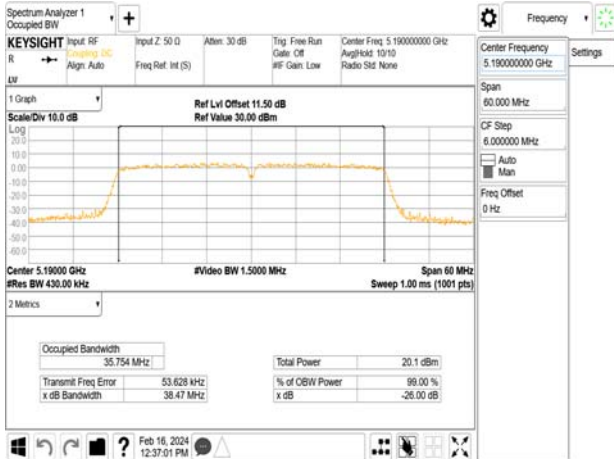 Spectrum Analyzer 1
Occupied BW
Frequency
KEYSIGHT
Input: RF
Coupling: DC
Align: Auto
Input Z: 50 Ω
Freq Ref: Int (S)
Atten: 30 dB
Trig: Free Run
Gate: Off
#IF Gain: Low
Center Freq: 5.190000000 GHz
Avg|Hold: 10/10
Radio Std: None
R
Center Frequency
5.190000000 GHz
Settings
Span
60.000 MHz
CF Step
6.000000 MHz
Auto
Man
Freq Offset
0 Hz
1 Graph
Scale/Div 10.0 dB
Ref Lvl Offset 11.50 dB
Ref Value 30.00 dBm
Log
20.0
10.0
0.00
-10.0
-20.0
-30.0
-40.0
-50.0
-60.0
Center 5.19000 GHz
#Res BW 430.00 kHz
#Video BW 1.5000 MHz
Span 60 MHz
Sweep 1.00 ms (1001 pts)
2 Metrics
Occupied Bandwidth
35.754 MHz
Total Power 20.1 dBm
Transmit Freq Error 53.628 kHz
% of OBW Power 99.00 %
x dB Bandwidth 38.47 MHz
x dB -26.00 dB
Feb 16, 2024
12:37:01 PM